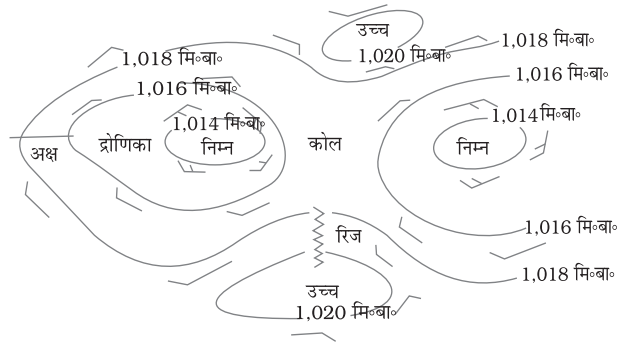 उच्च
1,020 मि॰बा॰
1,018 मि॰बा॰
1,018 मि॰बा॰
1,016 मि॰बा॰
1,016 मि॰बा॰
1,014 मि॰बा॰
1,014 मि॰बा॰
अक्ष
द्रोणिका
निम्न
कोल
निम्न
1,016 मि॰बा॰
रिज
1,018 मि॰बा॰
उच्च
1,020 मि॰बा॰